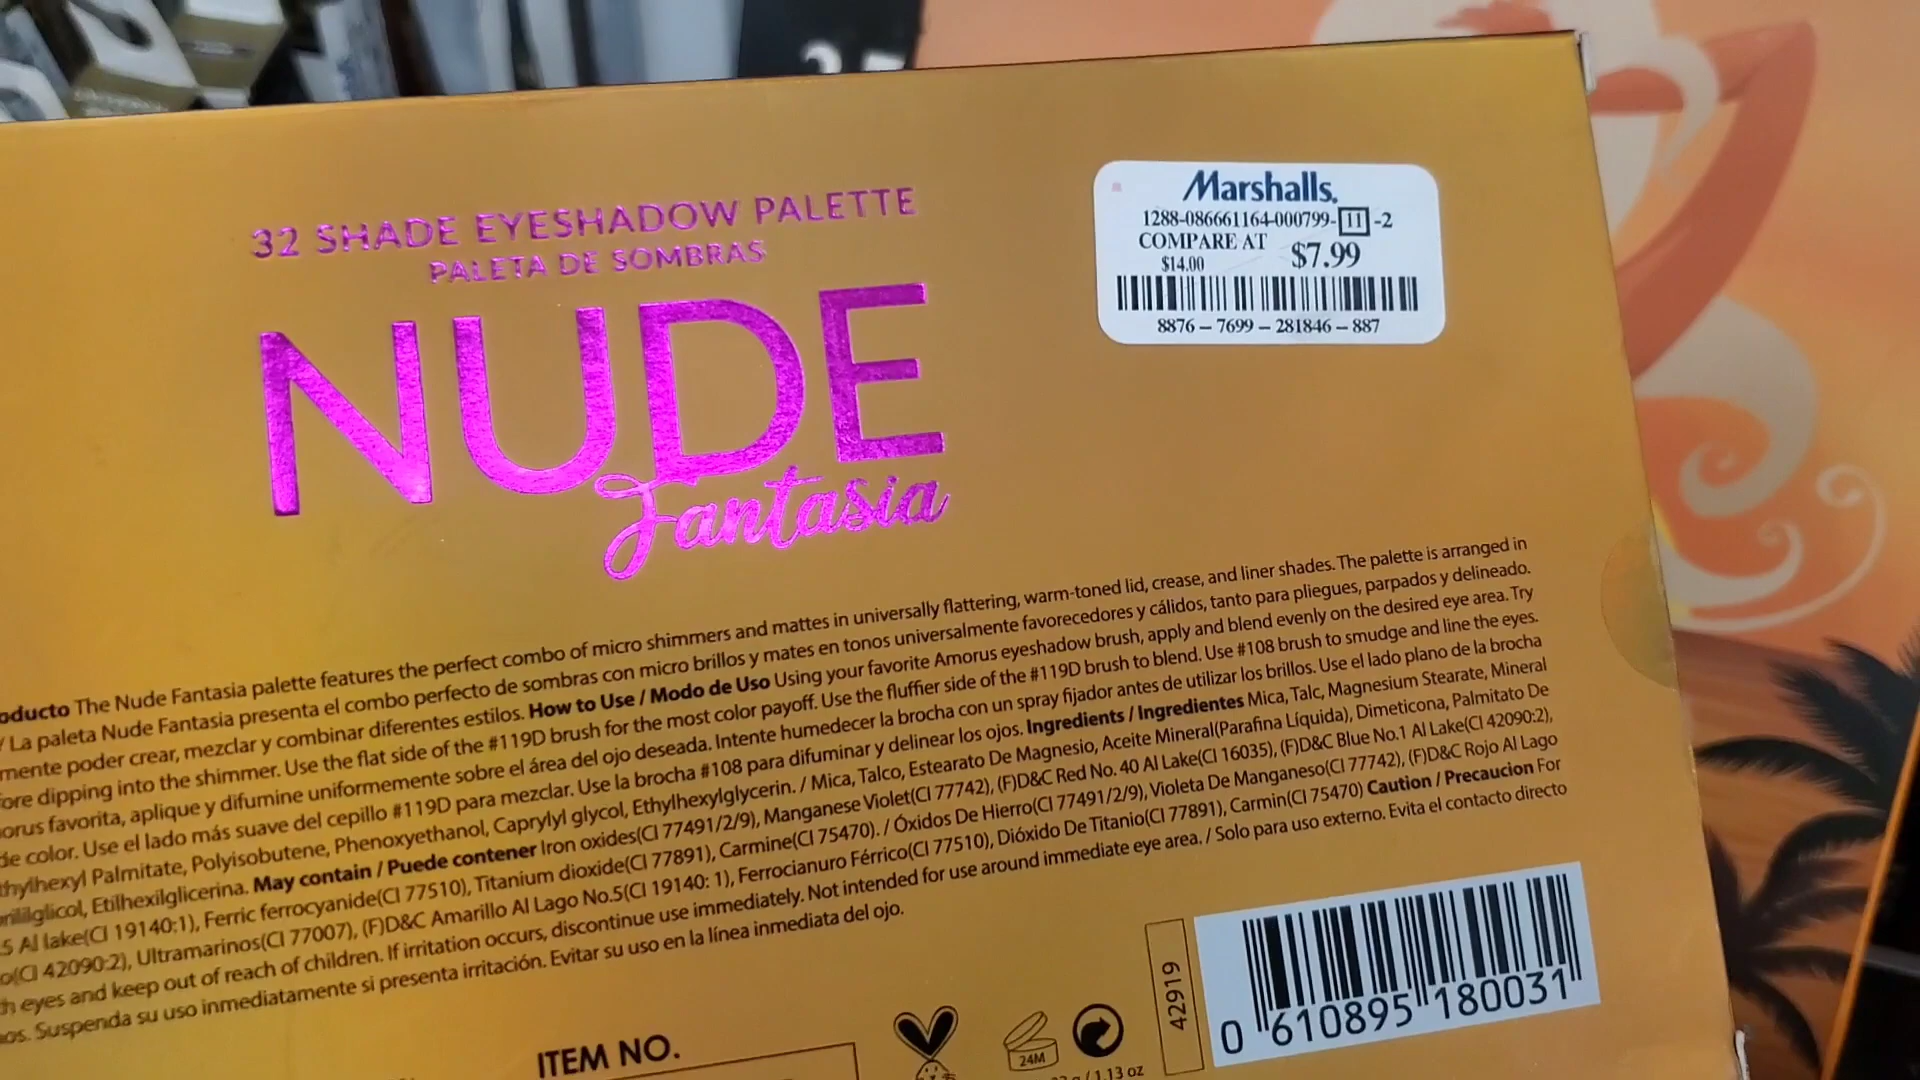 Marshalls.
1288-086661164-000799-11-2
COMPARE AT
$14.00
$7.99
8876 – 7699 – 281846 – 887
32 SHADE EYESHADOW PALETTE
PALETA DE SOMBRAS
NUDE
Fantasia
oducto The Nude Fantasia palette features the perfect combo of micro shimmers and mattes in universally flattering, warm-toned lid, crease, and liner shades. The palette is arranged in
/ La paleta Nude Fantasia presenta el combo perfecto de sombras con micro brillos y mates en tonos universalmente favorecedores y cálidos, tanto para pliegues, parpados y delineado.
mente poder crear, mezclar y combinar diferentes estilos. How to Use / Modo de Uso Using your favorite Amorus eyeshadow brush, apply and blend evenly on the desired eye area. Try
ore dipping into the shimmer. Use the flat side of the #119D brush for the most color payoff. Use the fluffier side of the #119D brush to blend. Use #108 brush to smudge and line the eyes.
orus favorita, aplique y difumine uniformemente sobre el área del ojo deseada. Intente humedecer la brocha con un spray fijador antes de utilizar los brillos. Use el lado plano de la brocha
de color. Use el lado más suave del cepillo #119D para mezclar. Use la brocha #108 para difuminar y delinear los ojos. Ingredients / Ingredientes Mica, Talc, Magnesium Stearate, Mineral
thylhexyl Palmitate, Polyisobutene, Phenoxyethanol, Caprylyl glycol, Ethylhexylglycerin. / Mica, Talco, Estearato De Magnesio, Aceite Mineral(Parafina Líquida), Dimeticona, Palmitato De
prililglicol, Etilhexilglicerina. May contain / Puede contener Iron oxides(CI 77491/2/9), Manganese Violet(CI 77742), (F)D&C Red No. 40 Al Lake(CI 16035), (F)D&C Blue No.1 Al Lake(CI 42090:2),
5 Al lake(CI 19140:1), Ferric ferrocyanide(CI 77510), Titanium dioxide(CI 77891), Carmine(CI 75470). / Óxidos De Hierro(CI 77491/2/9), Violeta De Manganeso(CI 77742), (F)D&C Rojo Al Lago
o(CI 42090:2), Ultramarinos(CI 77007), (F)D&C Amarillo Al Lago No.5(CI 19140: 1), Ferrocianuro Férrico(CI 77510), Dióxido De Titanio(CI 77891), Carmin(CI 75470) Caution / Precaucion For
h eyes and keep out of reach of children. If irritation occurs, discontinue use immediately. Not intended for use around immediate eye area. / Solo para uso externo. Evita el contacto directo
os. Suspenda su uso inmediatamente si presenta irritación. Evitar su uso en la línea inmediata del ojo.
ITEM NO.
24M
/ 1.13 oz
42919
0 610895 180031